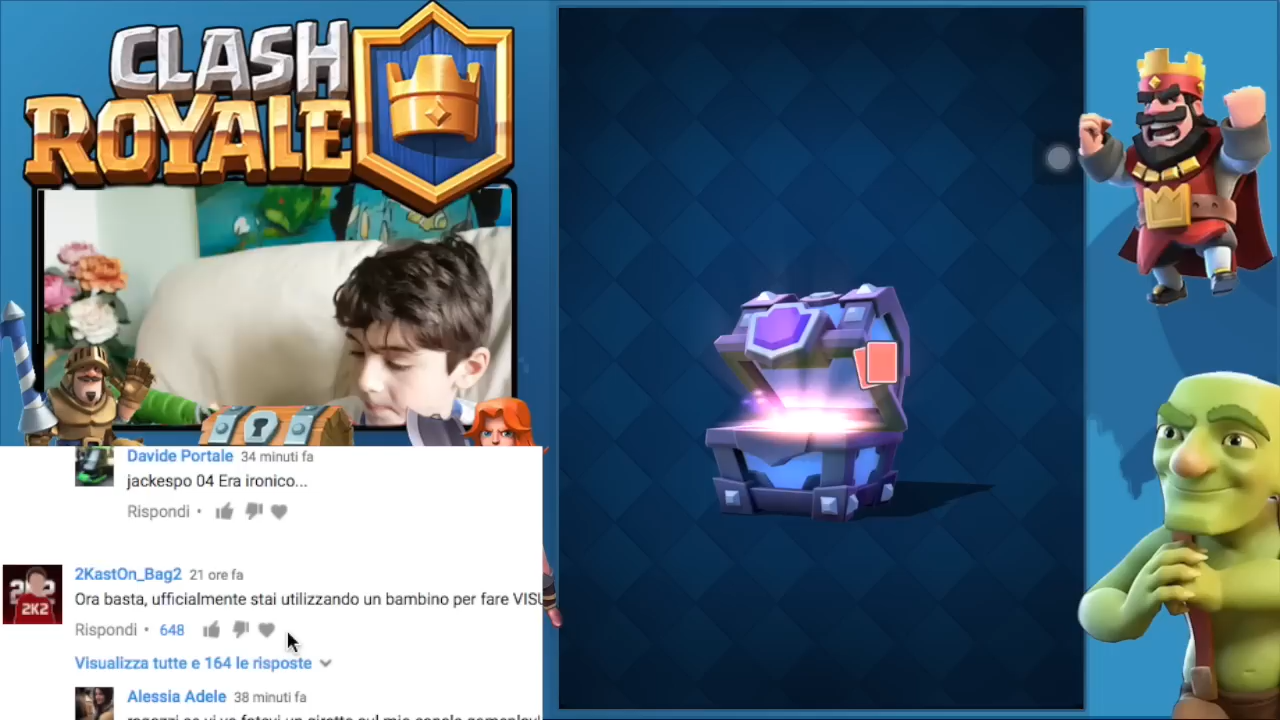 CLASH
ROYALE
Davide Portale 34 minuti fa
jackespo 04 Era ironico...
Rispondi •
2K2
2KastOn_Bag2 21 ore fa
Ora basta, ufficialmente stai utilizzando un bambino per fare VISU
Rispondi • 648
Visualizza tutte e 164 le risposte
Alessia Adele 38 minuti fa